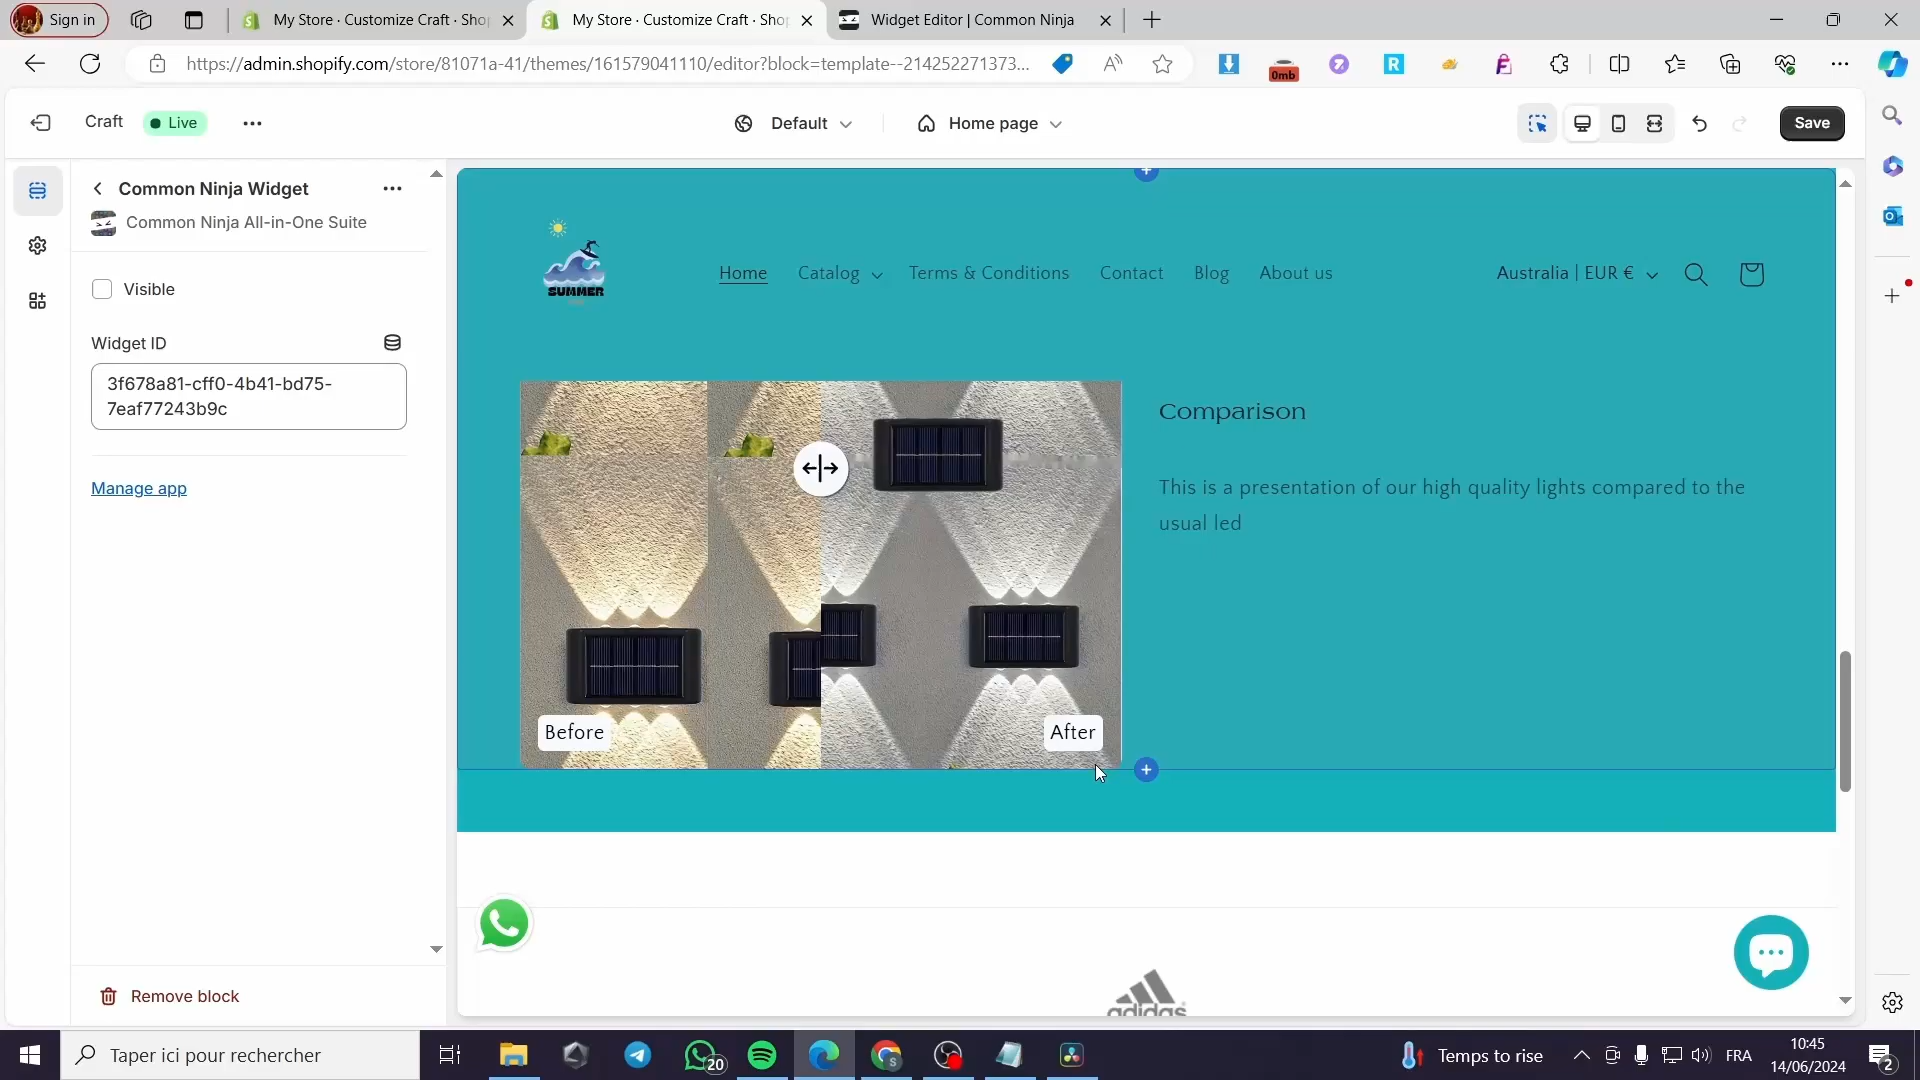 Sign in
My Store · Customize Craft · Sho
My Store · Customize Craft · Sho
Widget Editor | Common Ninja
https://admin.shopify.com/store/81071a-41/themes/161579041110/editor?block=template--214252271373...
0mb
Craft
Live
Default
Home page
Save
Common Ninja Widget
Common Ninja All-in-One Suite
Visible
Widget ID
3f678a81-cff0-4b41-bd75-
7eaf77243b9c
Manage app
Remove block
SUMMER
Home
Catalog
Terms & Conditions
Contact
Blog
About us
Australia | EUR €
Before
After
Comparison
This is a presentation of our high quality lights compared to the
usual led
adidas
Taper ici pour rechercher
20
Temps to rise
FRA
10:45
14/06/2024
2